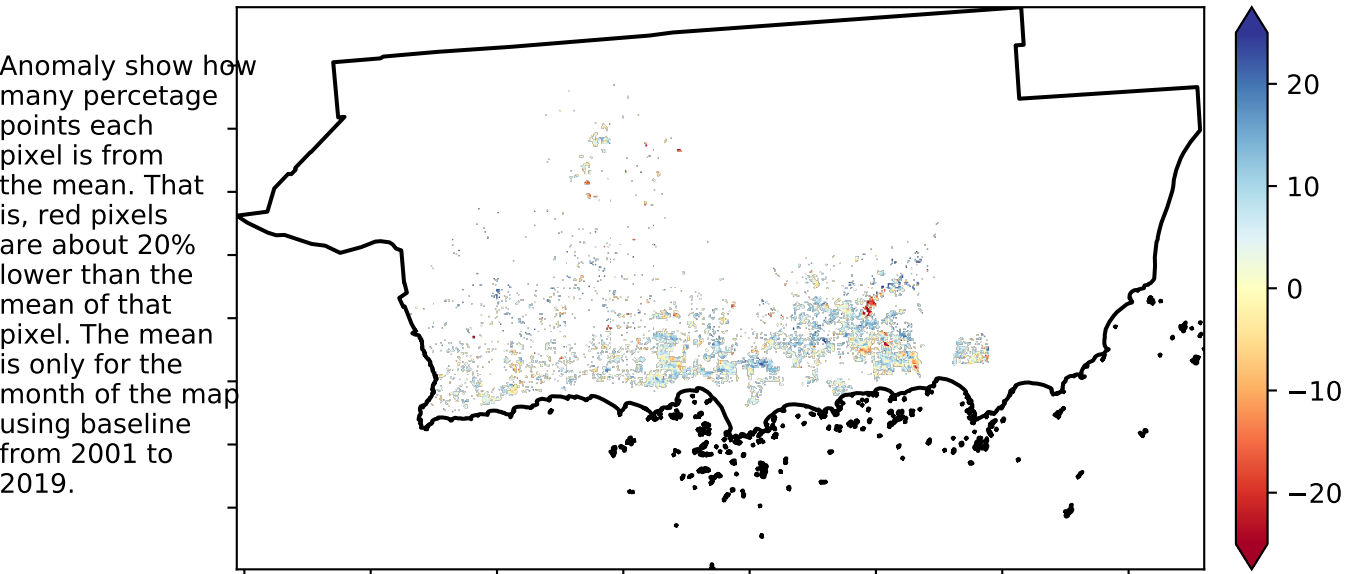 Anomaly show how
many percetage
points each
pixel is from
the mean. That
is, red pixels
are about 20%
lower than the
mean of that
pixel. The mean
is only for the
month of the map
using baseline
from 2001 to
2019.
20
10
0
−10
−20